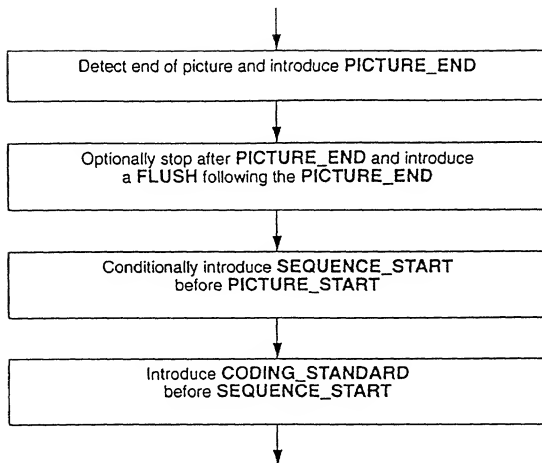 Detect end of picture and introduce PICTURE_END
Optionally stop after PICTURE_END and introduce
a FLUSH following the PICTURE_END
Conditionally introduce SEQUENCE_START
before PICTURE_START
Introduce CODING_STANDARD
before SEQUENCE_START